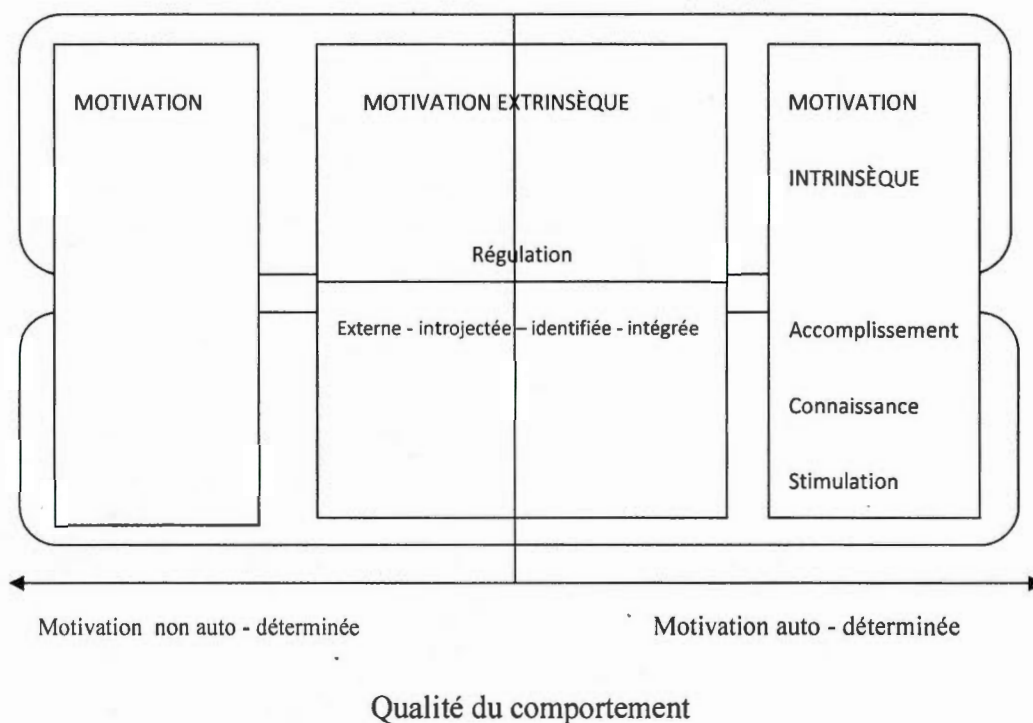 MOTIVATION
MOTIVATION EXTRINSÈQUE
MOTIVATION
INTRINSÈQUE
Régulation
Externe - introjectée – identifiée - intégrée
Accomplissement
Connaissance
Stimulation
Motivation non auto - déterminée
Motivation auto - déterminée
Qualité du comportement